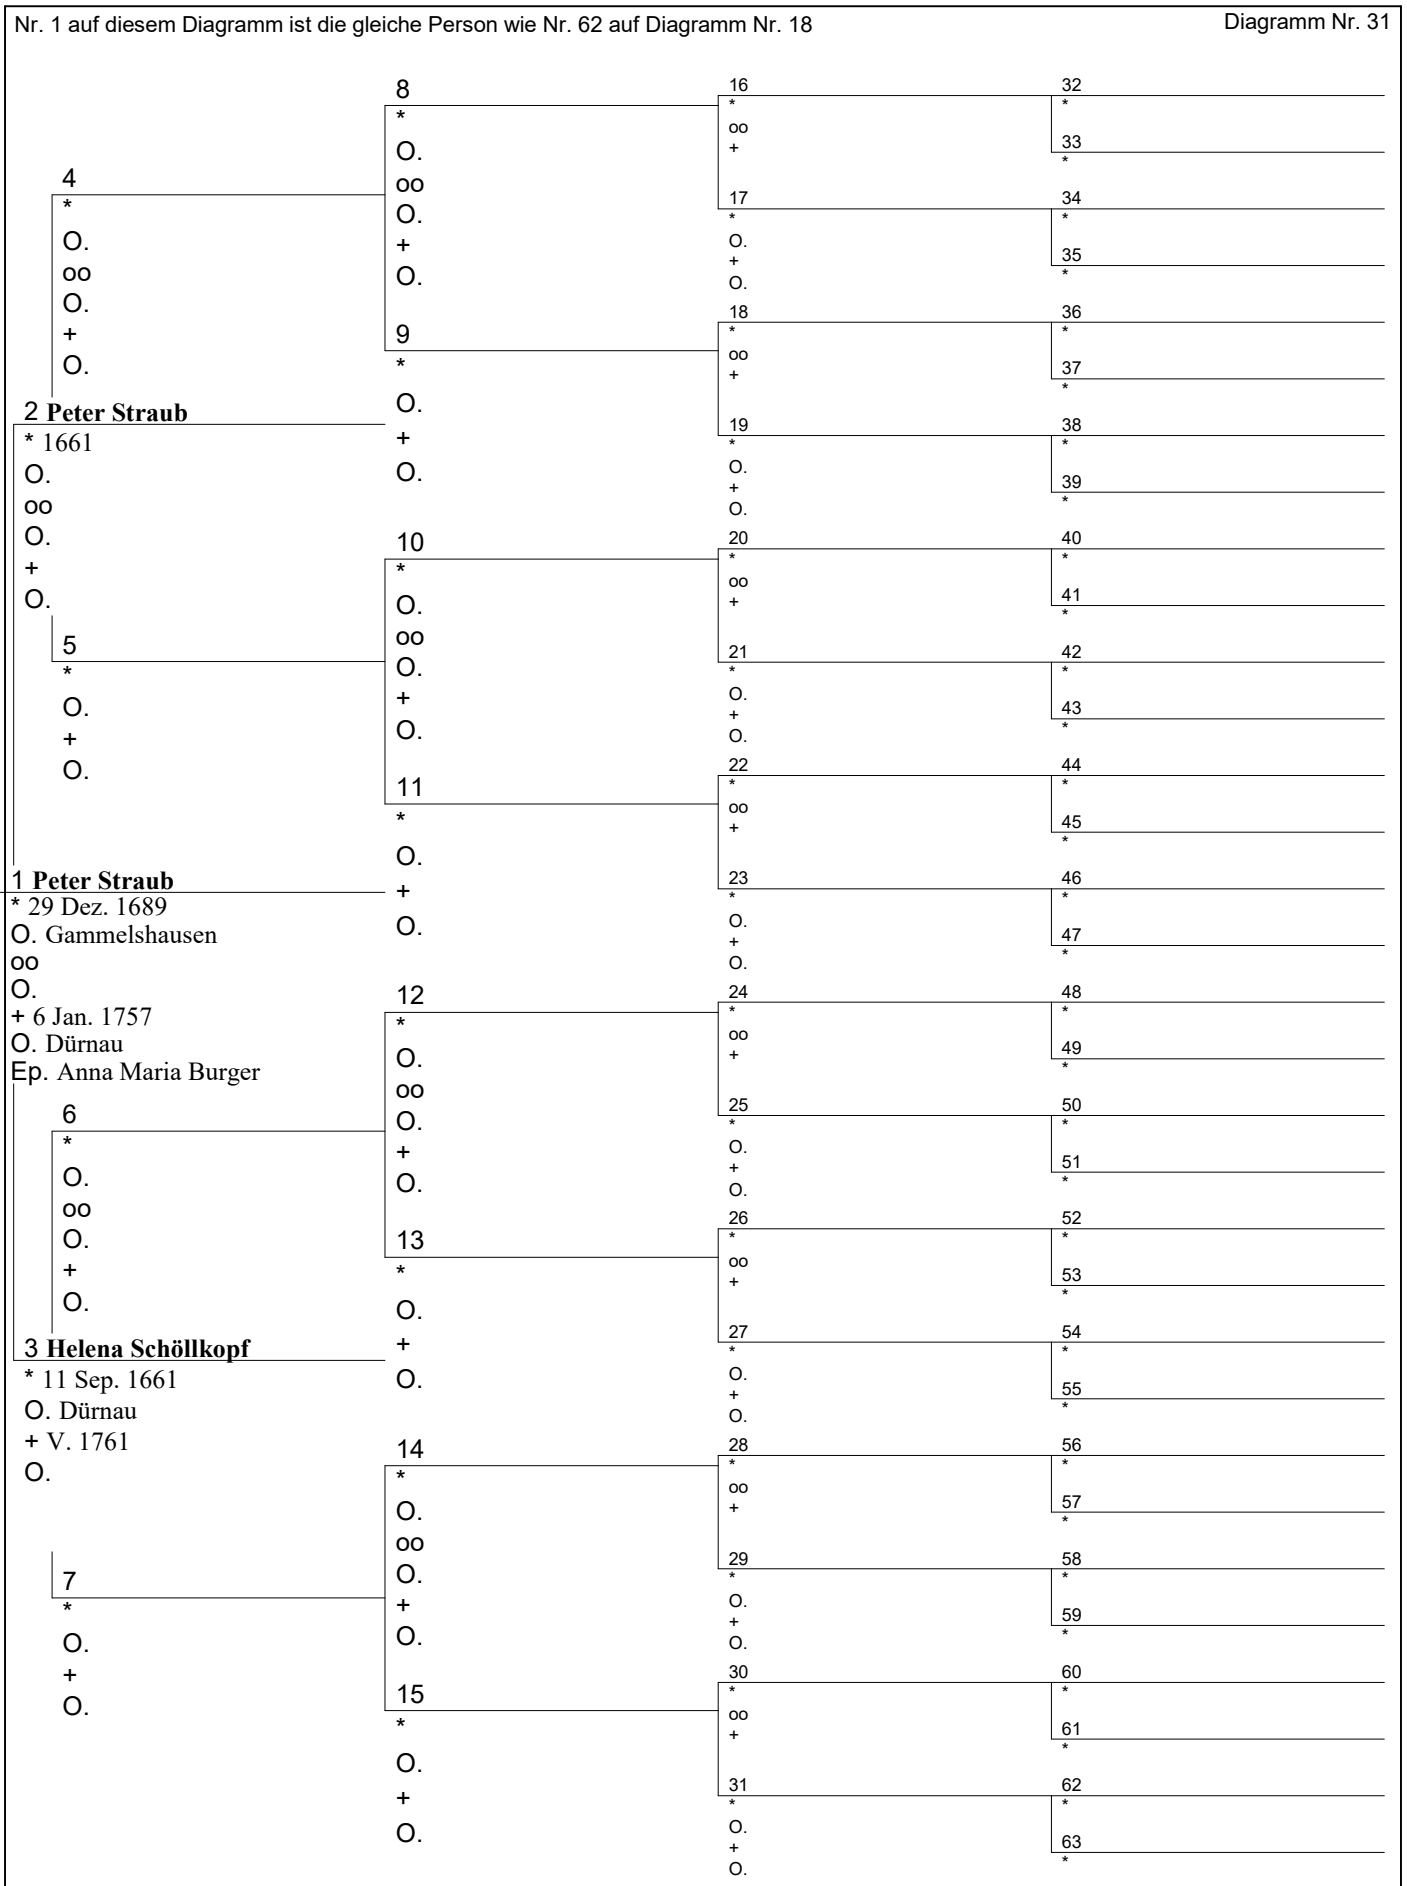 Nr. 1 auf diesem Diagramm ist die gleiche Person wie Nr. 62 auf Diagramm Nr. 18
Diagramm Nr. 31
4
*
O.
oo
O.
+
O.
2 Peter Straub
* 1661
O.
oo
O.
+
O.
5
*
O.
+
O.
1 Peter Straub
* 29 Dez. 1689
O. Gammelshausen
oo
O.
+ 6 Jan. 1757
O. Dürnau
Ep. Anna Maria Burger
6
*
O.
oo
O.
+
O.
3 Helena Schöllkopf
* 11 Sep. 1661
O. Dürnau
+ V. 1761
O.
7
*
O.
+
O.
8
*
O.
oo
O.
+
O.
9
*
O.
+
O.
10
*
O.
oo
O.
+
O.
11
*
O.
+
O.
12
*
O.
oo
O.
+
O.
13
*
O.
+
O.
14
*
O.
oo
O.
+
O.
15
*
O.
+
O.
16
*
oo
+
17
*
O.
+
O.
18
*
oo
+
19
*
O.
+
O.
20
*
oo
+
21
*
O.
+
O.
22
*
oo
+
23
*
O.
+
O.
24
*
oo
+
25
*
O.
+
O.
26
*
oo
+
27
*
O.
+
O.
28
*
oo
+
29
*
O.
+
O.
30
*
oo
+
31
*
O.
+
O.
32
*
33
*
34
*
35
*
36
*
37
*
38
*
39
*
40
*
41
*
42
*
43
*
44
*
45
*
46
*
47
*
48
*
49
*
50
*
51
*
52
*
53
*
54
*
55
*
56
*
57
*
58
*
59
*
60
*
61
*
62
*
63
*